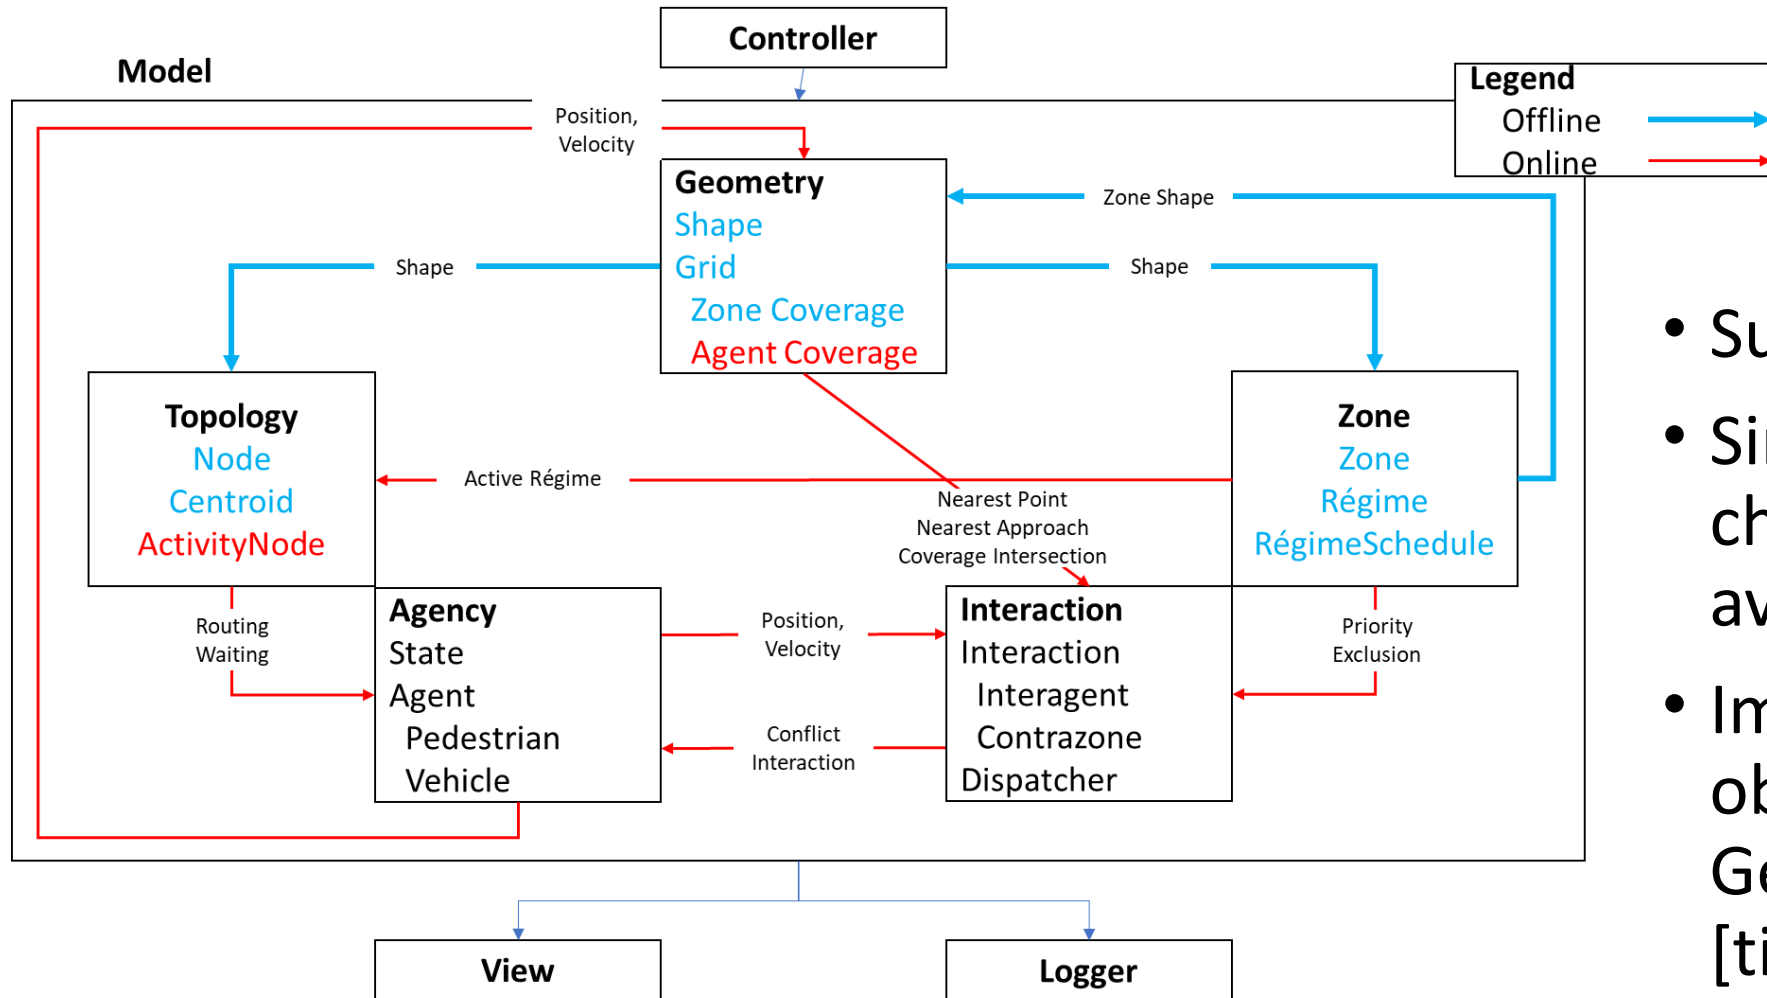 Controller
Model
Legend
Offline
Online
Position,
Velocity
Geometry
Shape
Grid
Zone Coverage
Agent Coverage
Zone Shape
Shape
Shape
Topology
Node
Centroid
ActivityNode
Zone
Zone
Régime
RégimeSchedule
Active Régime
Nearest Point
Nearest Approach
Coverage Intersection
Routing
Waiting
Agency
State
Agent
Pedestrian
Vehicle
Position,
Velocity
Conflict
Interaction
Interaction
Interaction
Interagent
Contrazone
Dispatcher
Priority
Exclusion
View
Logger